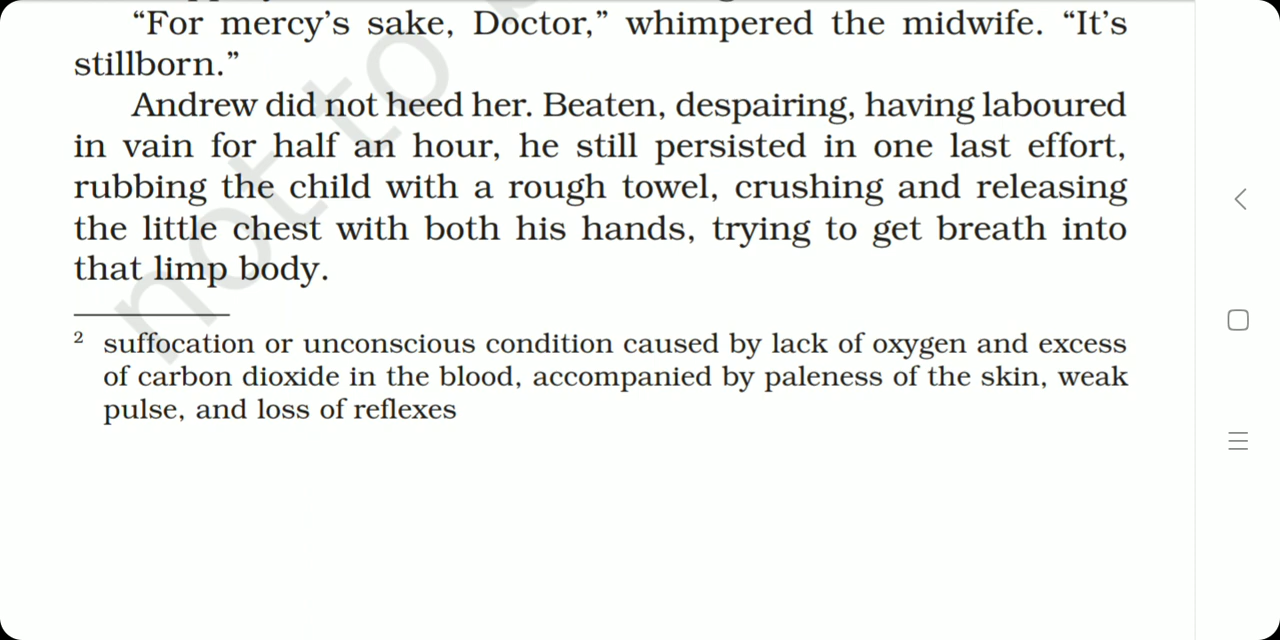 “For mercy’s sake, Doctor,” whimpered the midwife. “It’s
stillborn.”
Andrew did not heed her. Beaten, despairing, having laboured
in vain for half an hour, he still persisted in one last effort,
rubbing the child with a rough towel, crushing and releasing
the little chest with both his hands, trying to get breath into
that limp body.
2 suffocation or unconscious condition caused by lack of oxygen and excess
of carbon dioxide in the blood, accompanied by paleness of the skin, weak
pulse, and loss of reflexes
not to